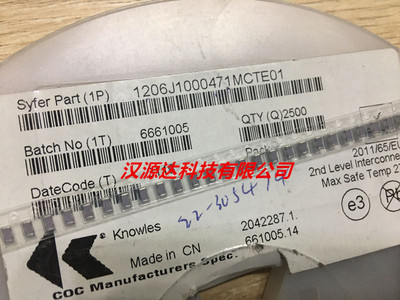 Syfer Part (1P) 1206J1000471MCTE01
Batch No (1T) 6661005
QTY (Q)2500
汉源达科技有限公司
DateCode (T)
2011/65/EU
2nd Level Interconne
Max Safe Temp 2
Knowles
Made in CN
2042287.1.
661005.14
e3
Pb
COC Manufacturers Spec.